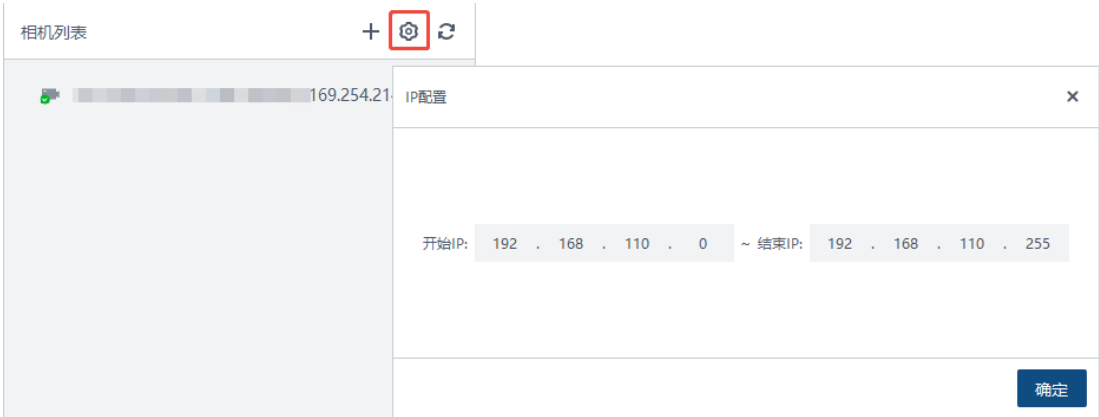 相机列表
169.254.21
IP配置
开始IP: 192 . 168 . 110 . 0 ~ 结束IP: 192 . 168 . 110 . 255
确定